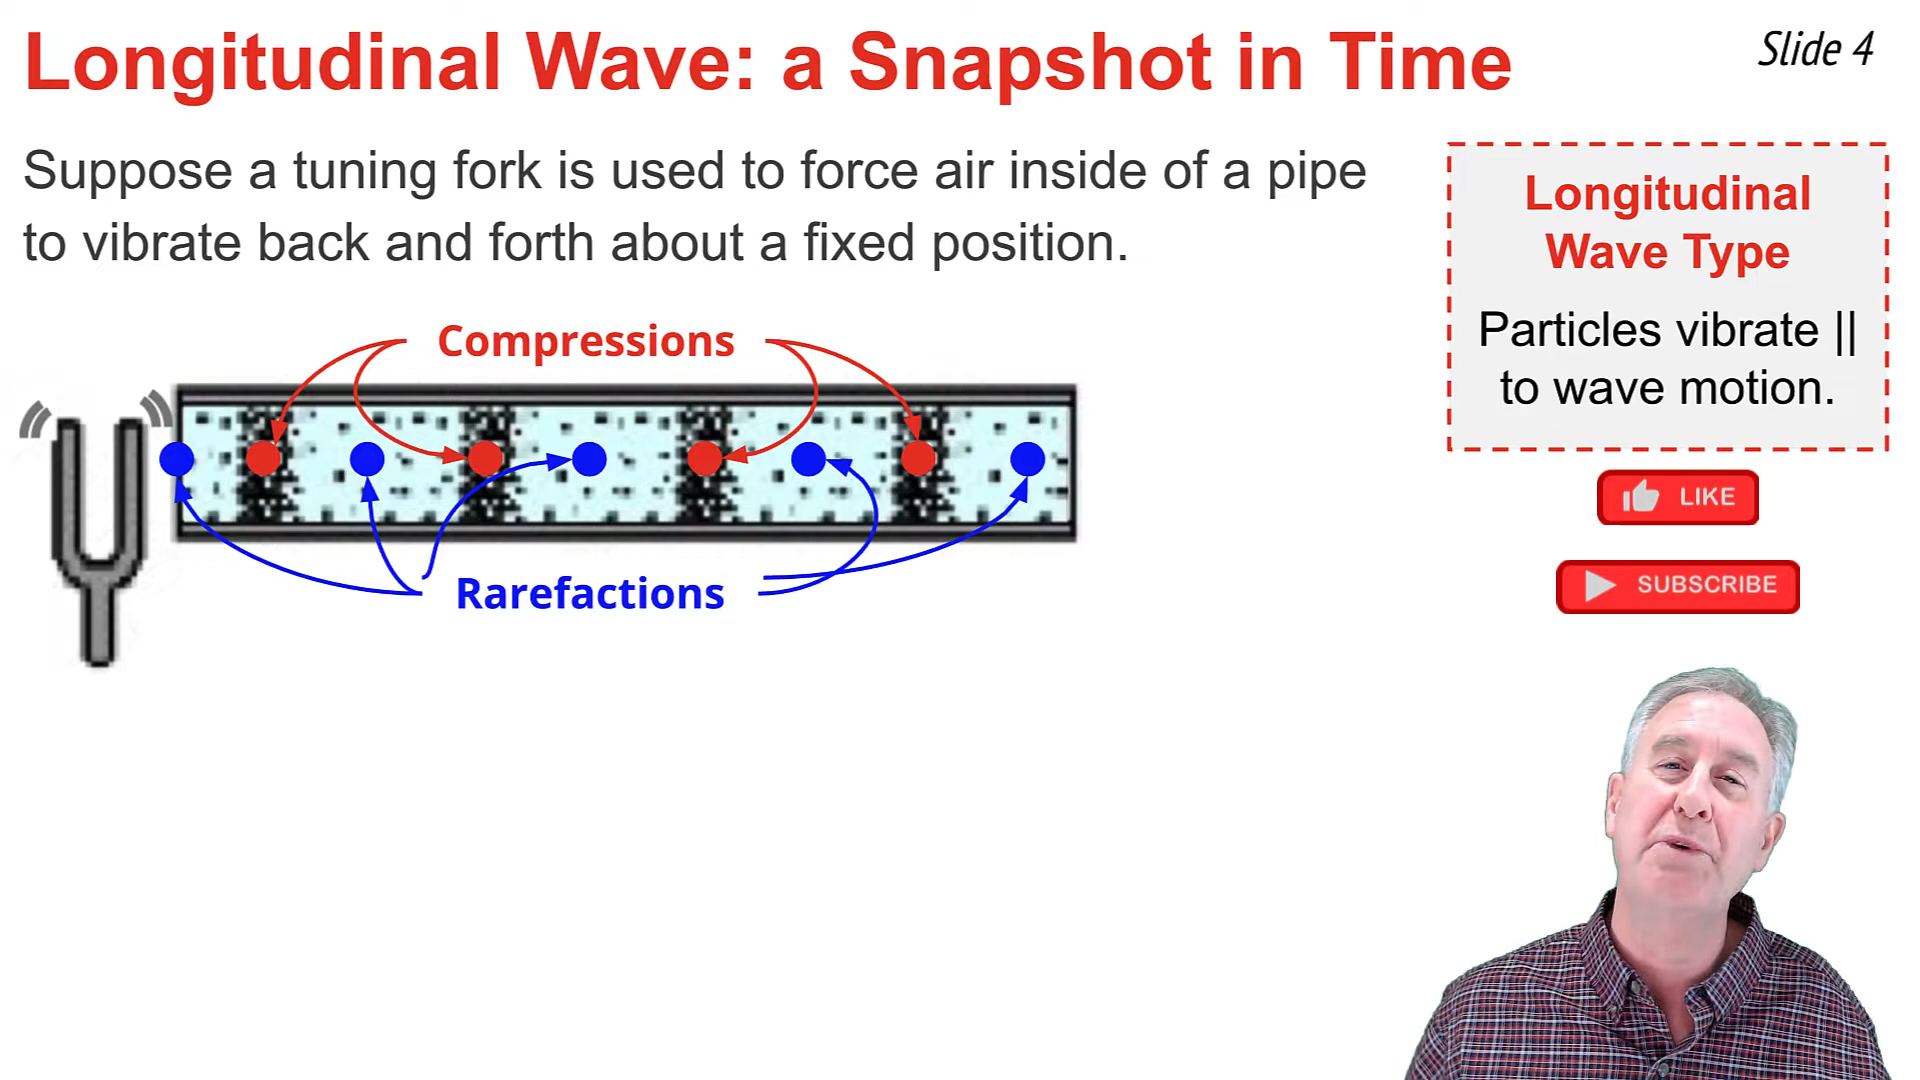 Longitudinal Wave: a Snapshot in Time
Slide 4
Suppose a tuning fork is used to force air inside of a pipe
to vibrate back and forth about a fixed position.
Longitudinal
Wave Type
Particles vibrate ||
to wave motion.
Compressions
Rarefactions
LIKE
SUBSCRIBE